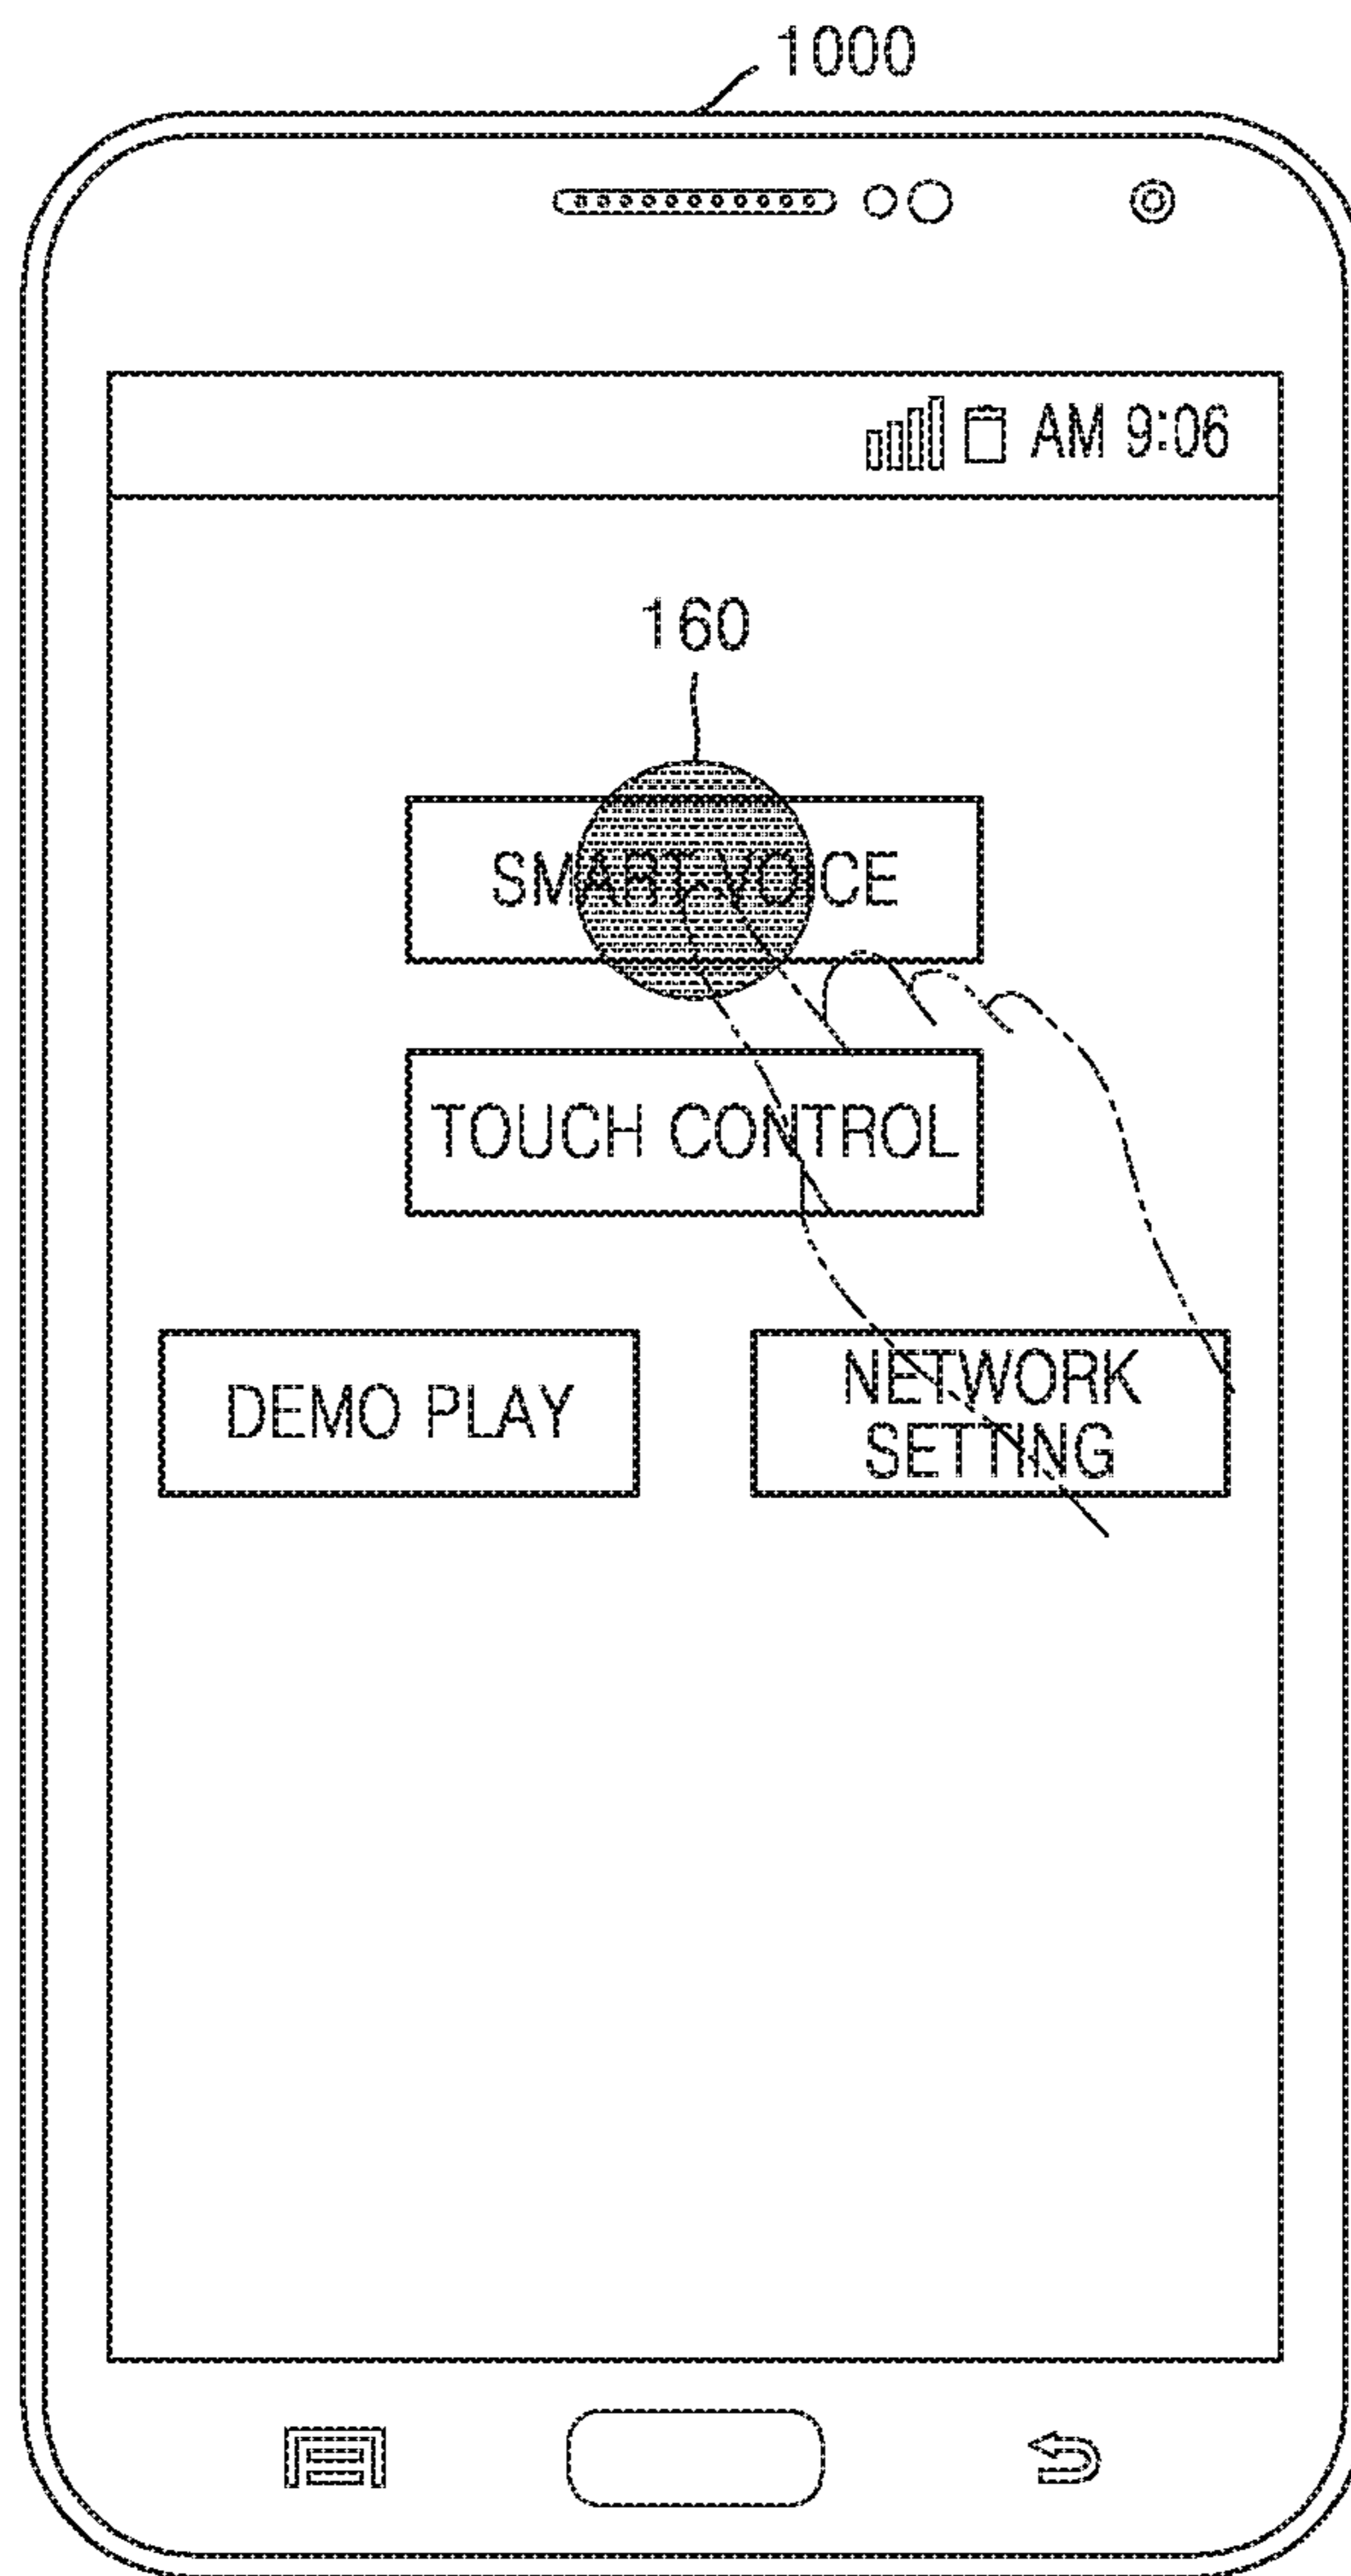 1000
AM 9:06
160
SMART VOICE
TOUCH CONTROL
DEMO PLAY
NETWORK
SETTING